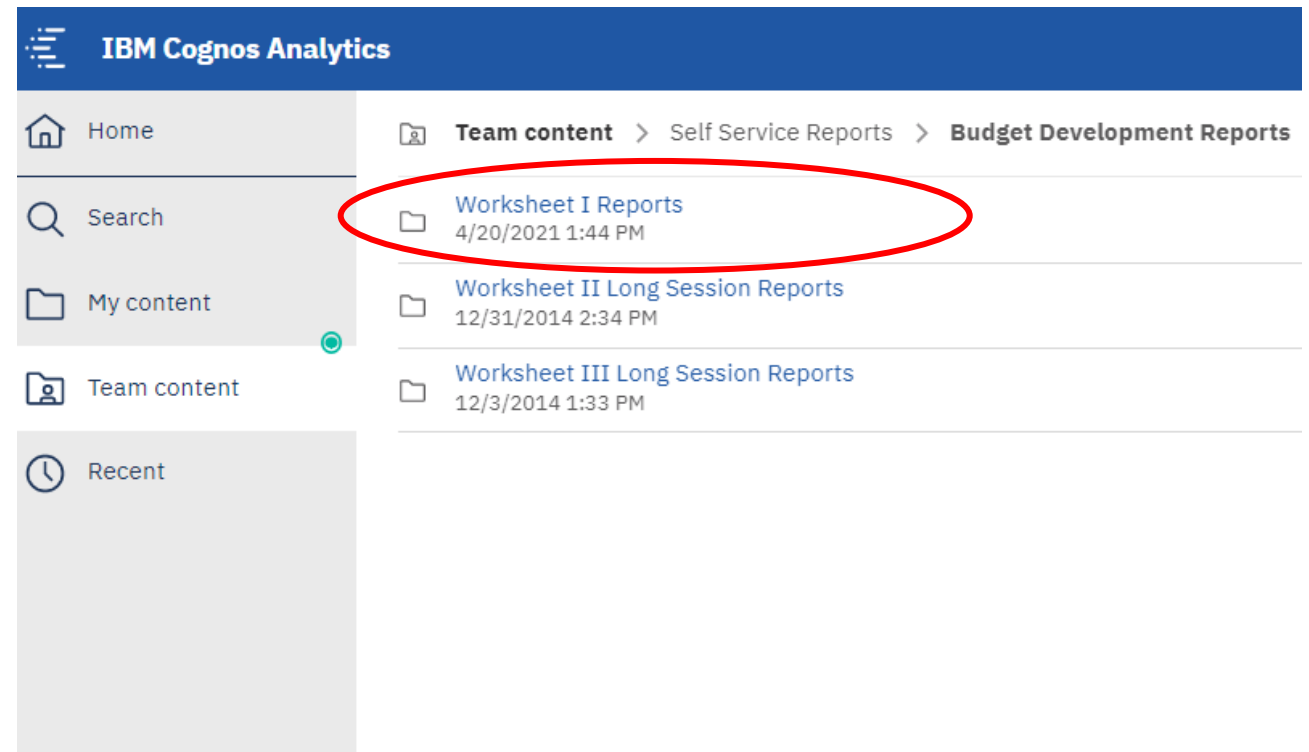 IBM Cognos Analytics
Home
Search
My content
Team content
Recent
Team content > Self Service Reports > Budget Development Reports
Worksheet I Reports
4/20/2021 1:44 PM
Worksheet II Long Session Reports
12/31/2014 2:34 PM
Worksheet III Long Session Reports
12/3/2014 1:33 PM